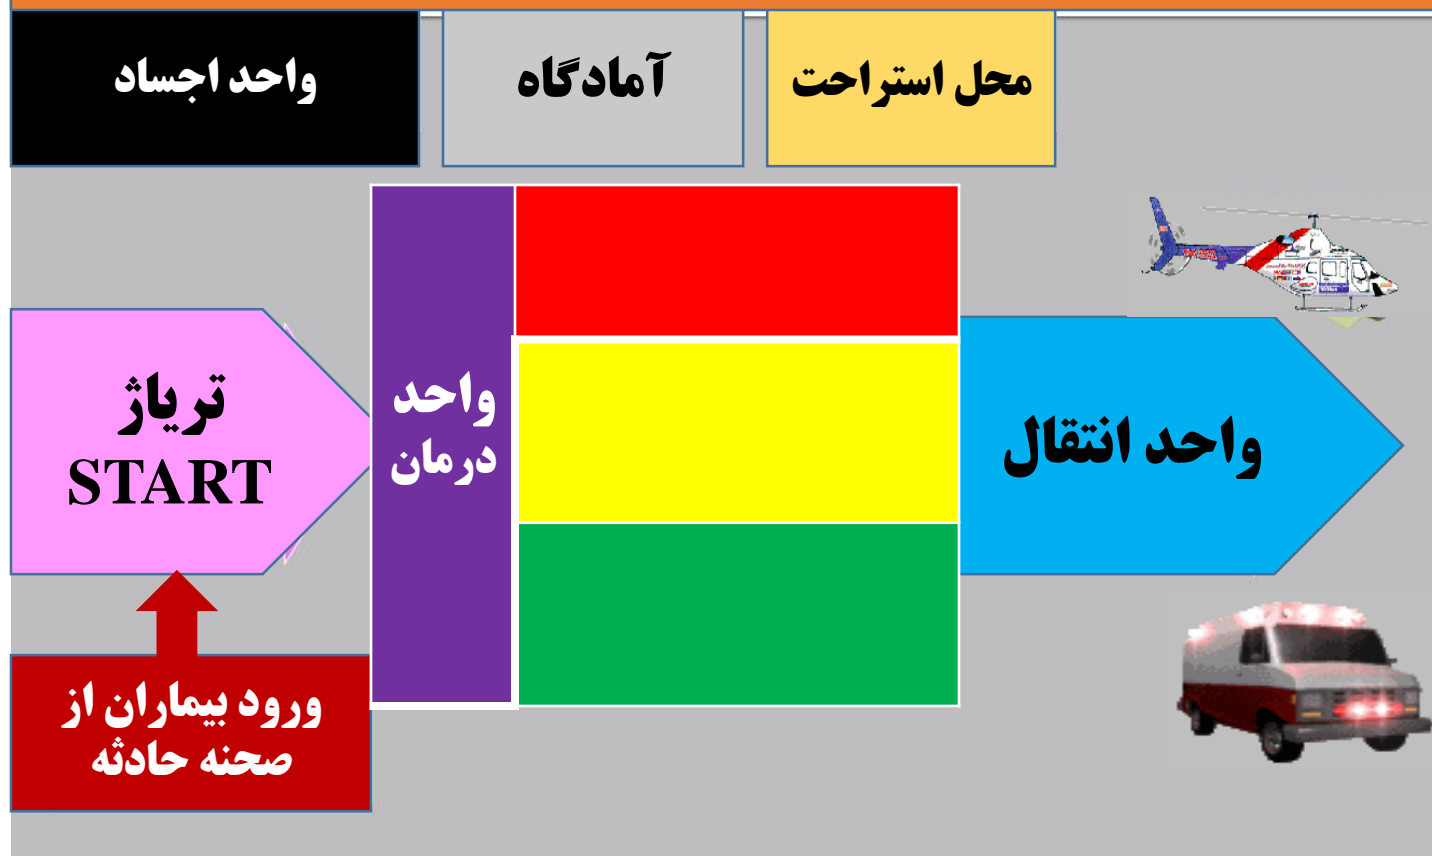 واحد اجساد
آمادگاه
محل استراحت
تریاژ
START
واحد
درمان
واحد انتقال
ورود بیماران از
صحنه حادثه